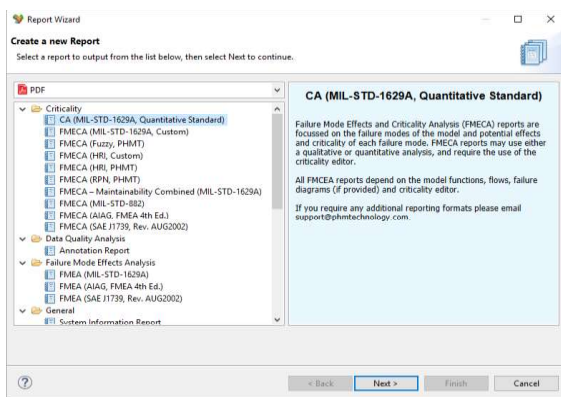 Report Wizard
Create a new Report
Select a report to output from the list below, then select Next to continue.
PDF
Criticality
CA (MIL-STD-1629A, Quantitative Standard)
FMECA (MIL-STD-1629A, Custom)
FMECA (Fuzzy, PHMT)
FMECA (HRI, Custom)
FMECA (HRI, PHMT)
FMECA (RPN, PHMT)
FMECA – Maintainability Combined (MIL-STD-1629A)
FMECA (MIL-STD-882)
FMECA (AIAG, FMEA 4th Ed.)
FMECA (SAE J1739, Rev. AUG2002)
Data Quality Analysis
Annotation Report
Failure Mode Effects Analysis
FMEA (MIL-STD-1629A)
FMEA (AIAG, FMEA 4th Ed.)
FMEA (SAE J1739, Rev. AUG2002)
General
System Information Report
CA (MIL-STD-1629A, Quantitative Standard)
Failure Mode Effects and Criticality Analysis (FMECA) reports are
focussed on the failure modes of the model and potential effects
and criticality of each failure mode. FMECA reports may use either
a qualitative or quantitative analysis, and require the use of the
criticality editor.
All FMCEA reports depend on the model functions, flows, failure
diagrams (if provided) and criticality editor.
If you require any additional reporting formats please email
support@phmtechnology.com.
< Back
Next >
Finish
Cancel